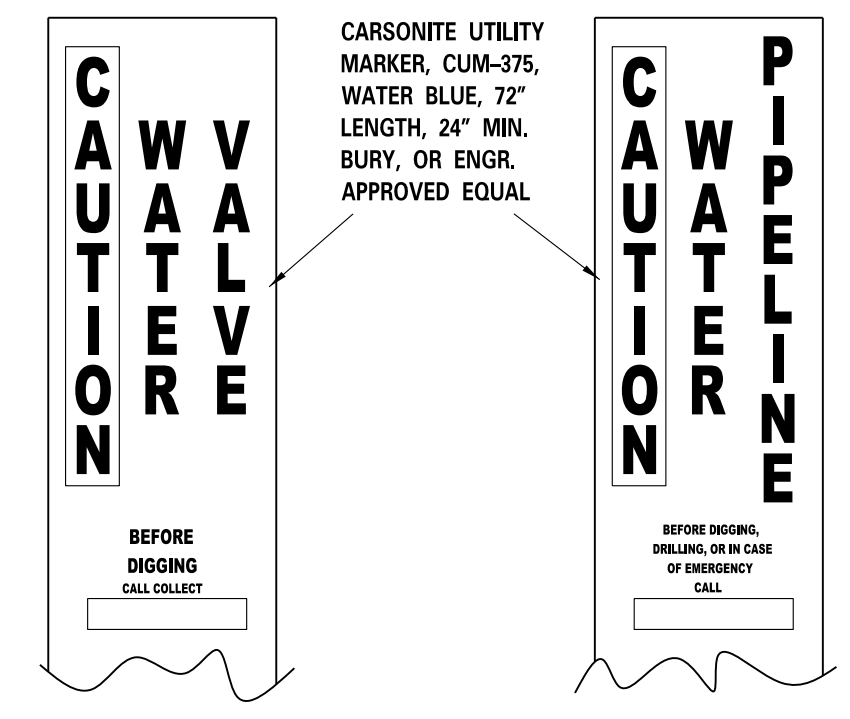 CAUTION
WATER
VALVE
BEFORE
DIGGING
CALL COLLECT
CARSONITE UTILITY
MARKER, CUM–375,
WATER BLUE, 72"
LENGTH, 24" MIN.
BURY, OR ENGR.
APPROVED EQUAL
CAUTION
WATER
PIPELINE
BEFORE DIGGING,
DRILLING, OR IN CASE
OF EMERGENCY
CALL